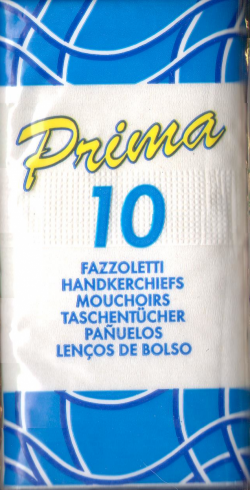 Prima
10
FAZZOLETTI
HANDKERCHIEFS
MOUCHOIRS
TASCHENTÜCHER
PAÑUELOS
LENÇOS DE BOLSO